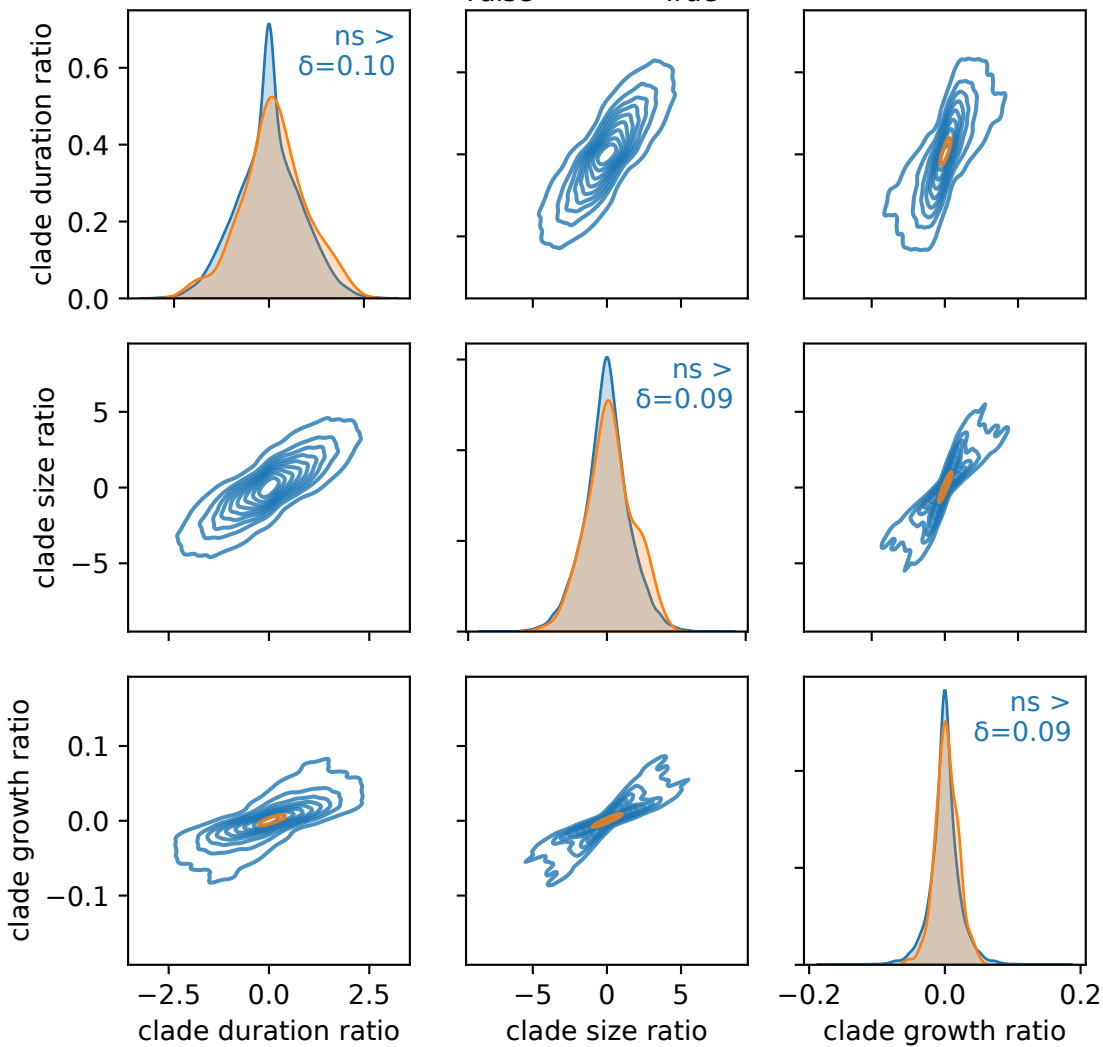 clade duration ratio
0.6
0.4
0.2
0.0
ns >
δ=0.10
−5
0
5
clade size ratio
5
0
−5
ns >
δ=0.09
clade growth ratio
0.1
0.0
−0.1
ns >
δ=0.09
−2.5
0.0
2.5
−5
0
5
−0.2
0.0
0.2
clade duration ratio
clade size ratio
clade growth ratio